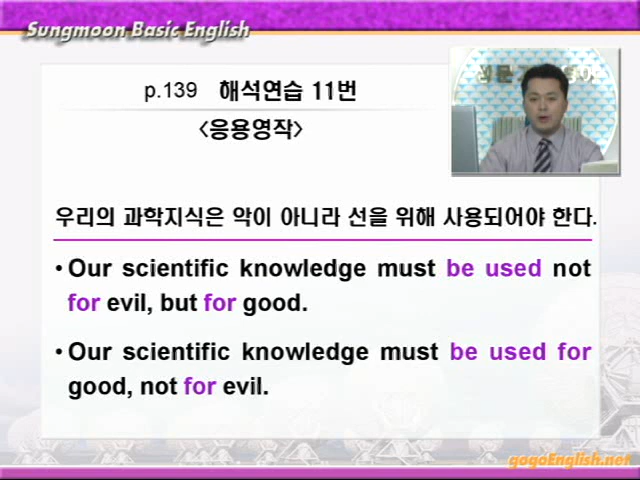 Sungmoon Basic English
p.139 해석연습 11번
<응용영작>
우리의 과학지식은 악이 아니라 선을 위해 사용되어야 한다.
• Our scientific knowledge must be used not
for evil, but for good.
• Our scientific knowledge must be used for
good, not for evil.
gogoEnglish.net